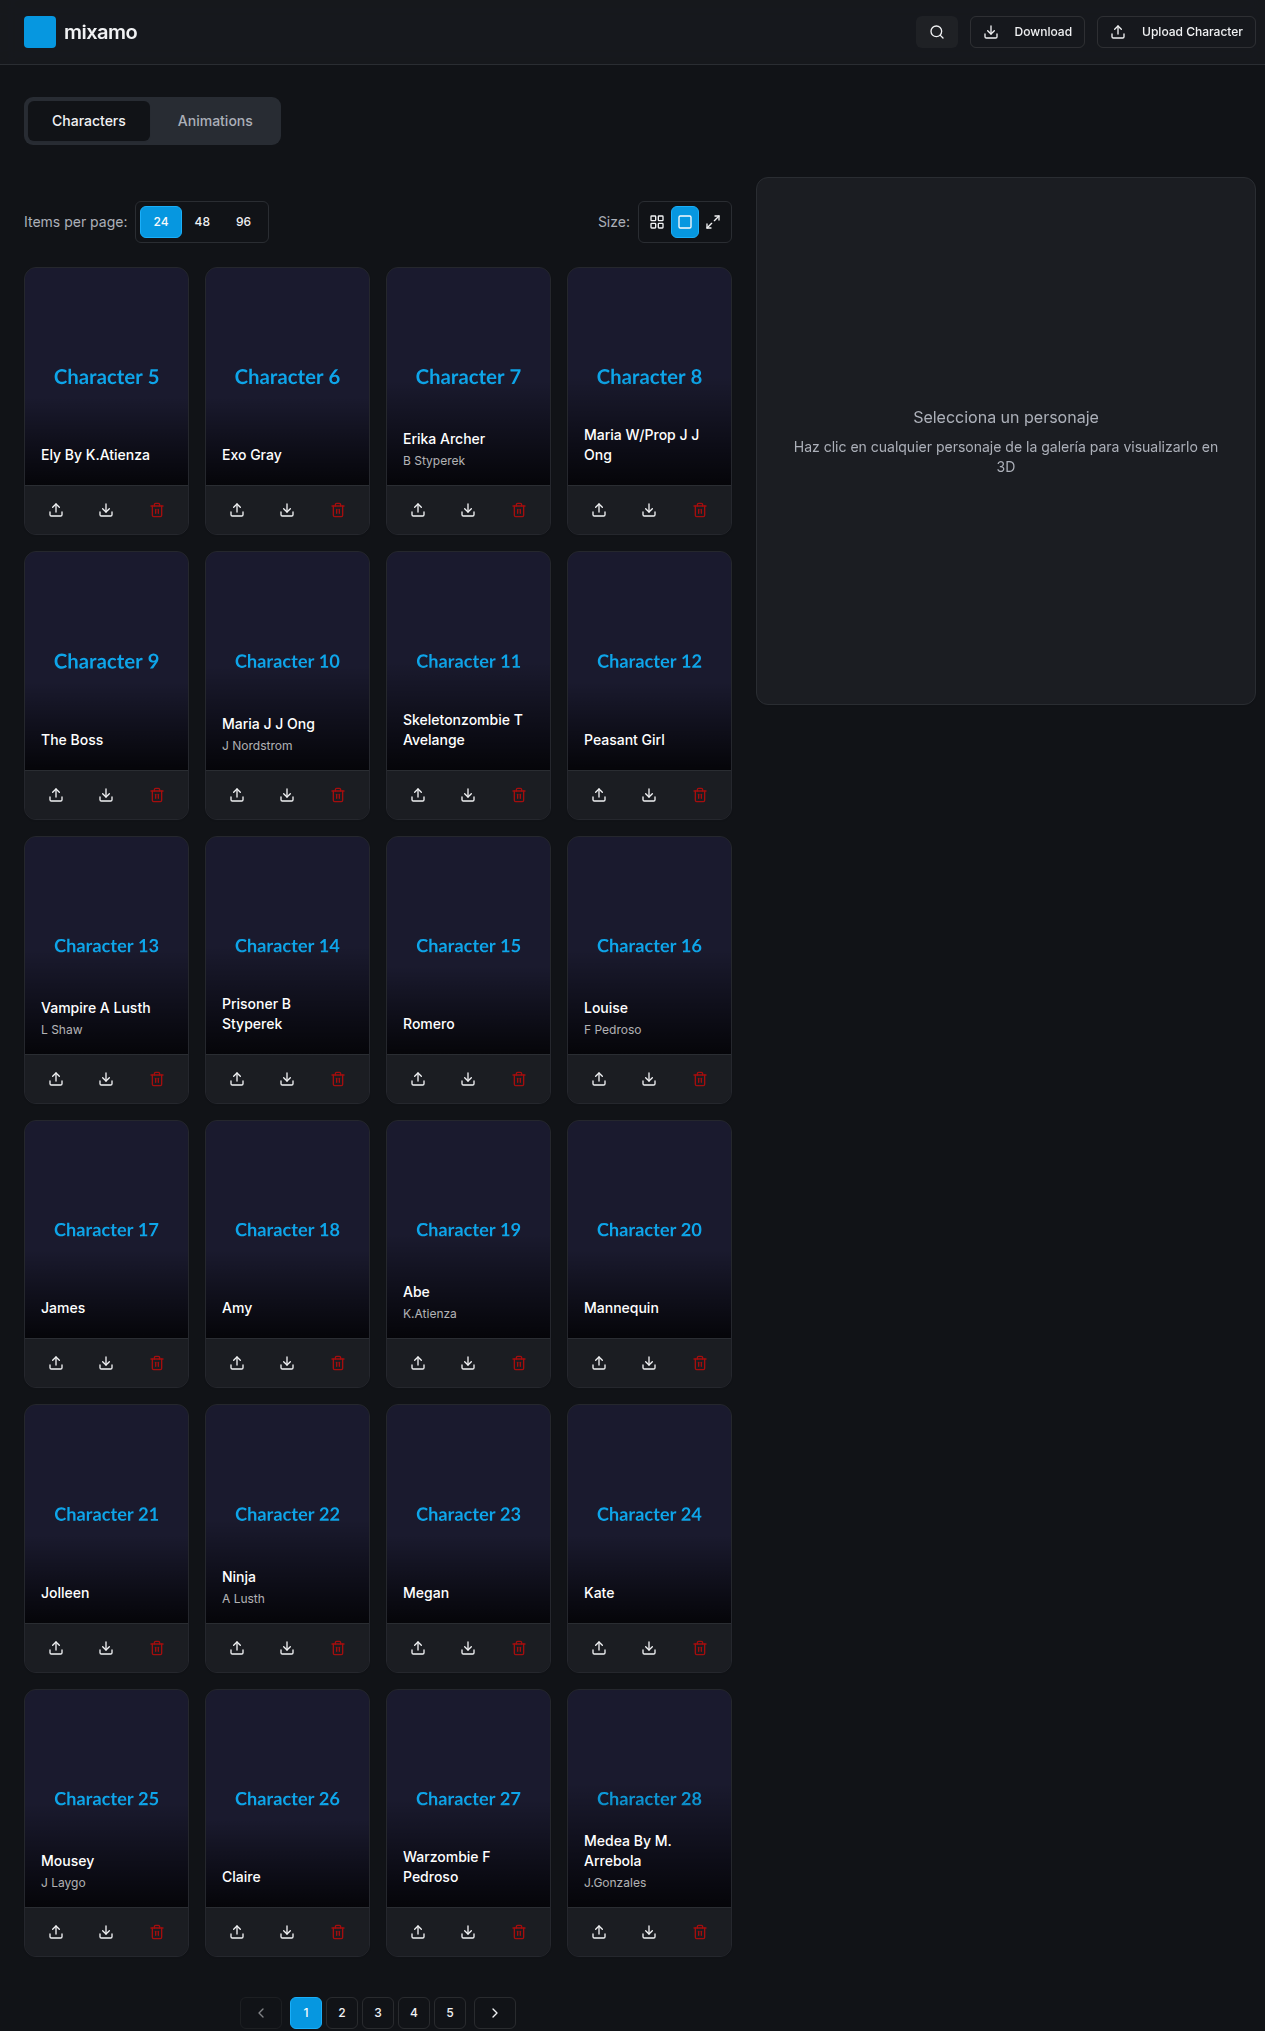 mixamo
Download
Upload Character
Characters
Animations
Items per page:
24
48
96
Size:
Character 5
Ely By K.Atienza
Character 6
Exo Gray
Character 7
Erika Archer
B Styperek
Character 8
Maria W/Prop J J
Ong
Selecciona un personaje
Haz clic en cualquier personaje de la galería para visualizarlo en
3D
Character 9
The Boss
Character 10
Maria J J Ong
J Nordstrom
Character 11
Skeletonzombie T
Avelange
Character 12
Peasant Girl
Character 13
Vampire A Lusth
L Shaw
Character 14
Prisoner B
Styperek
Character 15
Romero
Character 16
Louise
F Pedroso
Character 17
James
Character 18
Amy
Character 19
Abe
K.Atienza
Character 20
Mannequin
Character 21
Jolleen
Character 22
Ninja
A Lusth
Character 23
Megan
Character 24
Kate
Character 25
Mousey
J Laygo
Character 26
Claire
Character 27
Warzombie F
Pedroso
Character 28
Medea By M.
Arrebola
J.Gonzales
1
2
3
4
5